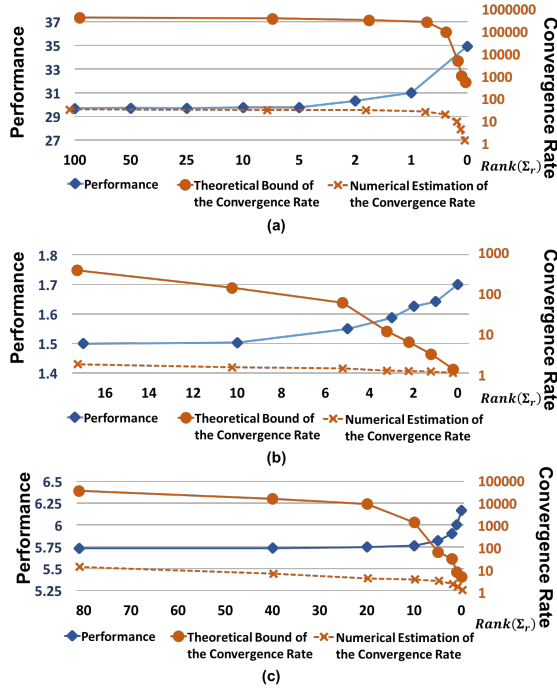 Performance
37
35
33
31
29
27
1000000
100000
10000
1000
100
10
1
Convergence Rate
100 50 25 10 5 2 1 0 Rank(Σr)
Performance Theoretical Bound of the Convergence Rate Numerical Estimation of the Convergence Rate
(a)
Performance
1.8
1.7
1.6
1.5
1.4
1000
100
10
1
Convergence Rate
16 14 12 10 8 6 4 2 0 Rank(Σr)
Performance Theoretical Bound of the Convergence Rate Numerical Estimation of the Convergence Rate
(b)
Performance
6.5
6.25
6
5.75
5.5
5.25
100000
10000
1000
100
10
1
Convergence Rate
80 70 60 50 40 30 20 10 0 Rank(Σr)
Performance Theoretical Bound of the Convergence Rate Numerical Estimation of the Convergence Rate
(c)